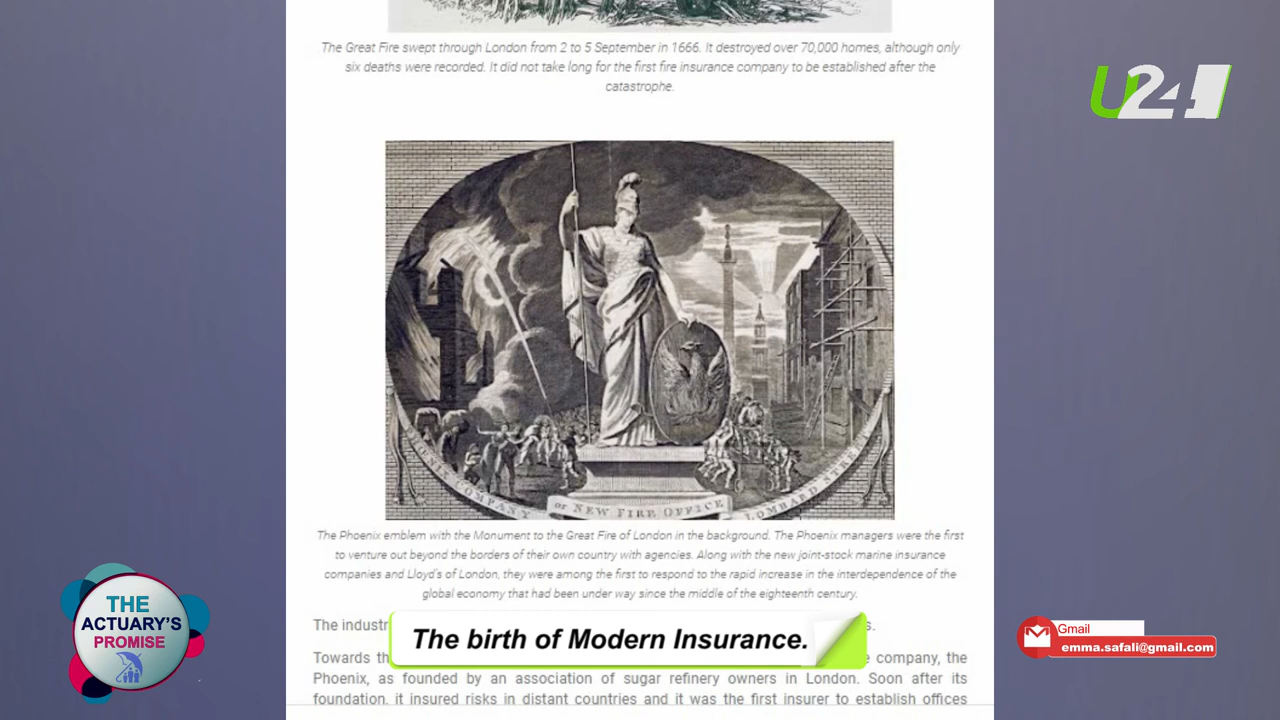 The Great Fire swept through London from 2 to 5 September in 1666. It destroyed over 70,000 homes, although only
six deaths were recorded. It did not take long for the first fire insurance company to be established after the
catastrophe.
U24
COMPANY or NEW FIRE OFFICE LOMBARD STREET
The Phoenix emblem with the Monument to the Great Fire of London in the background. The Phoenix managers were the first
to venture out beyond the borders of their own country with agencies. Along with the new joint-stock marine insurance
companies and Lloyd's of London, they were among the first to respond to the rapid increase in the interdependence of the
global economy that had been under way since the middle of the eighteenth century.
The industr
The birth of Modern Insurance.
s.
Towards th
e company, the
Phoenix, as founded by an association of sugar refinery owners in London. Soon after its
foundation, it insured risks in distant countries and it was the first insurer to establish offices
THE
ACTUARY'S
PROMISE
Gmail
emma.safali@gmail.com